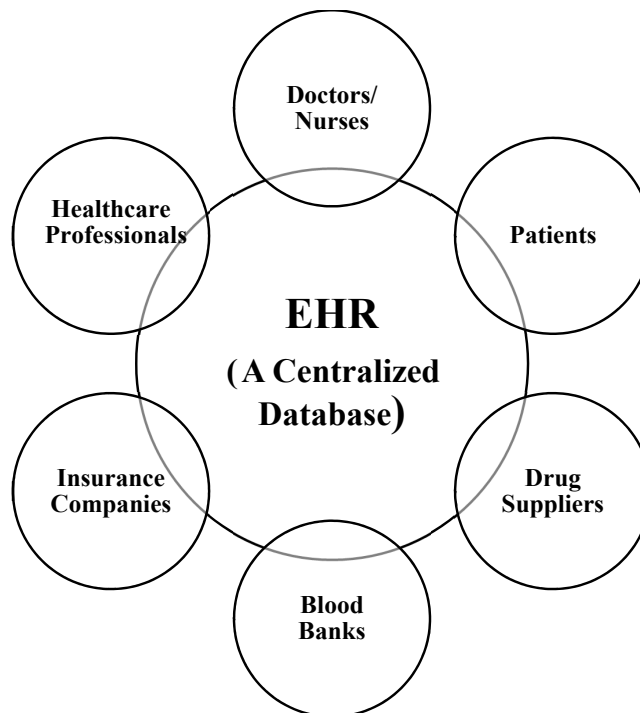 Doctors/
Nurses
Healthcare
Professionals
Patients
EHR
( A Centralized
Database)
Insurance
Companies
Drug
Suppliers
Blood
Banks